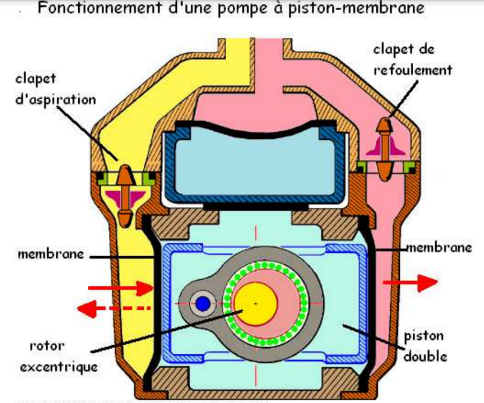 Fonctionnement d'une pompe à piston-membrane
clapet de
refoulement
clapet
d'aspiration
membrane
membrane
rotor
excentrique
piston
double